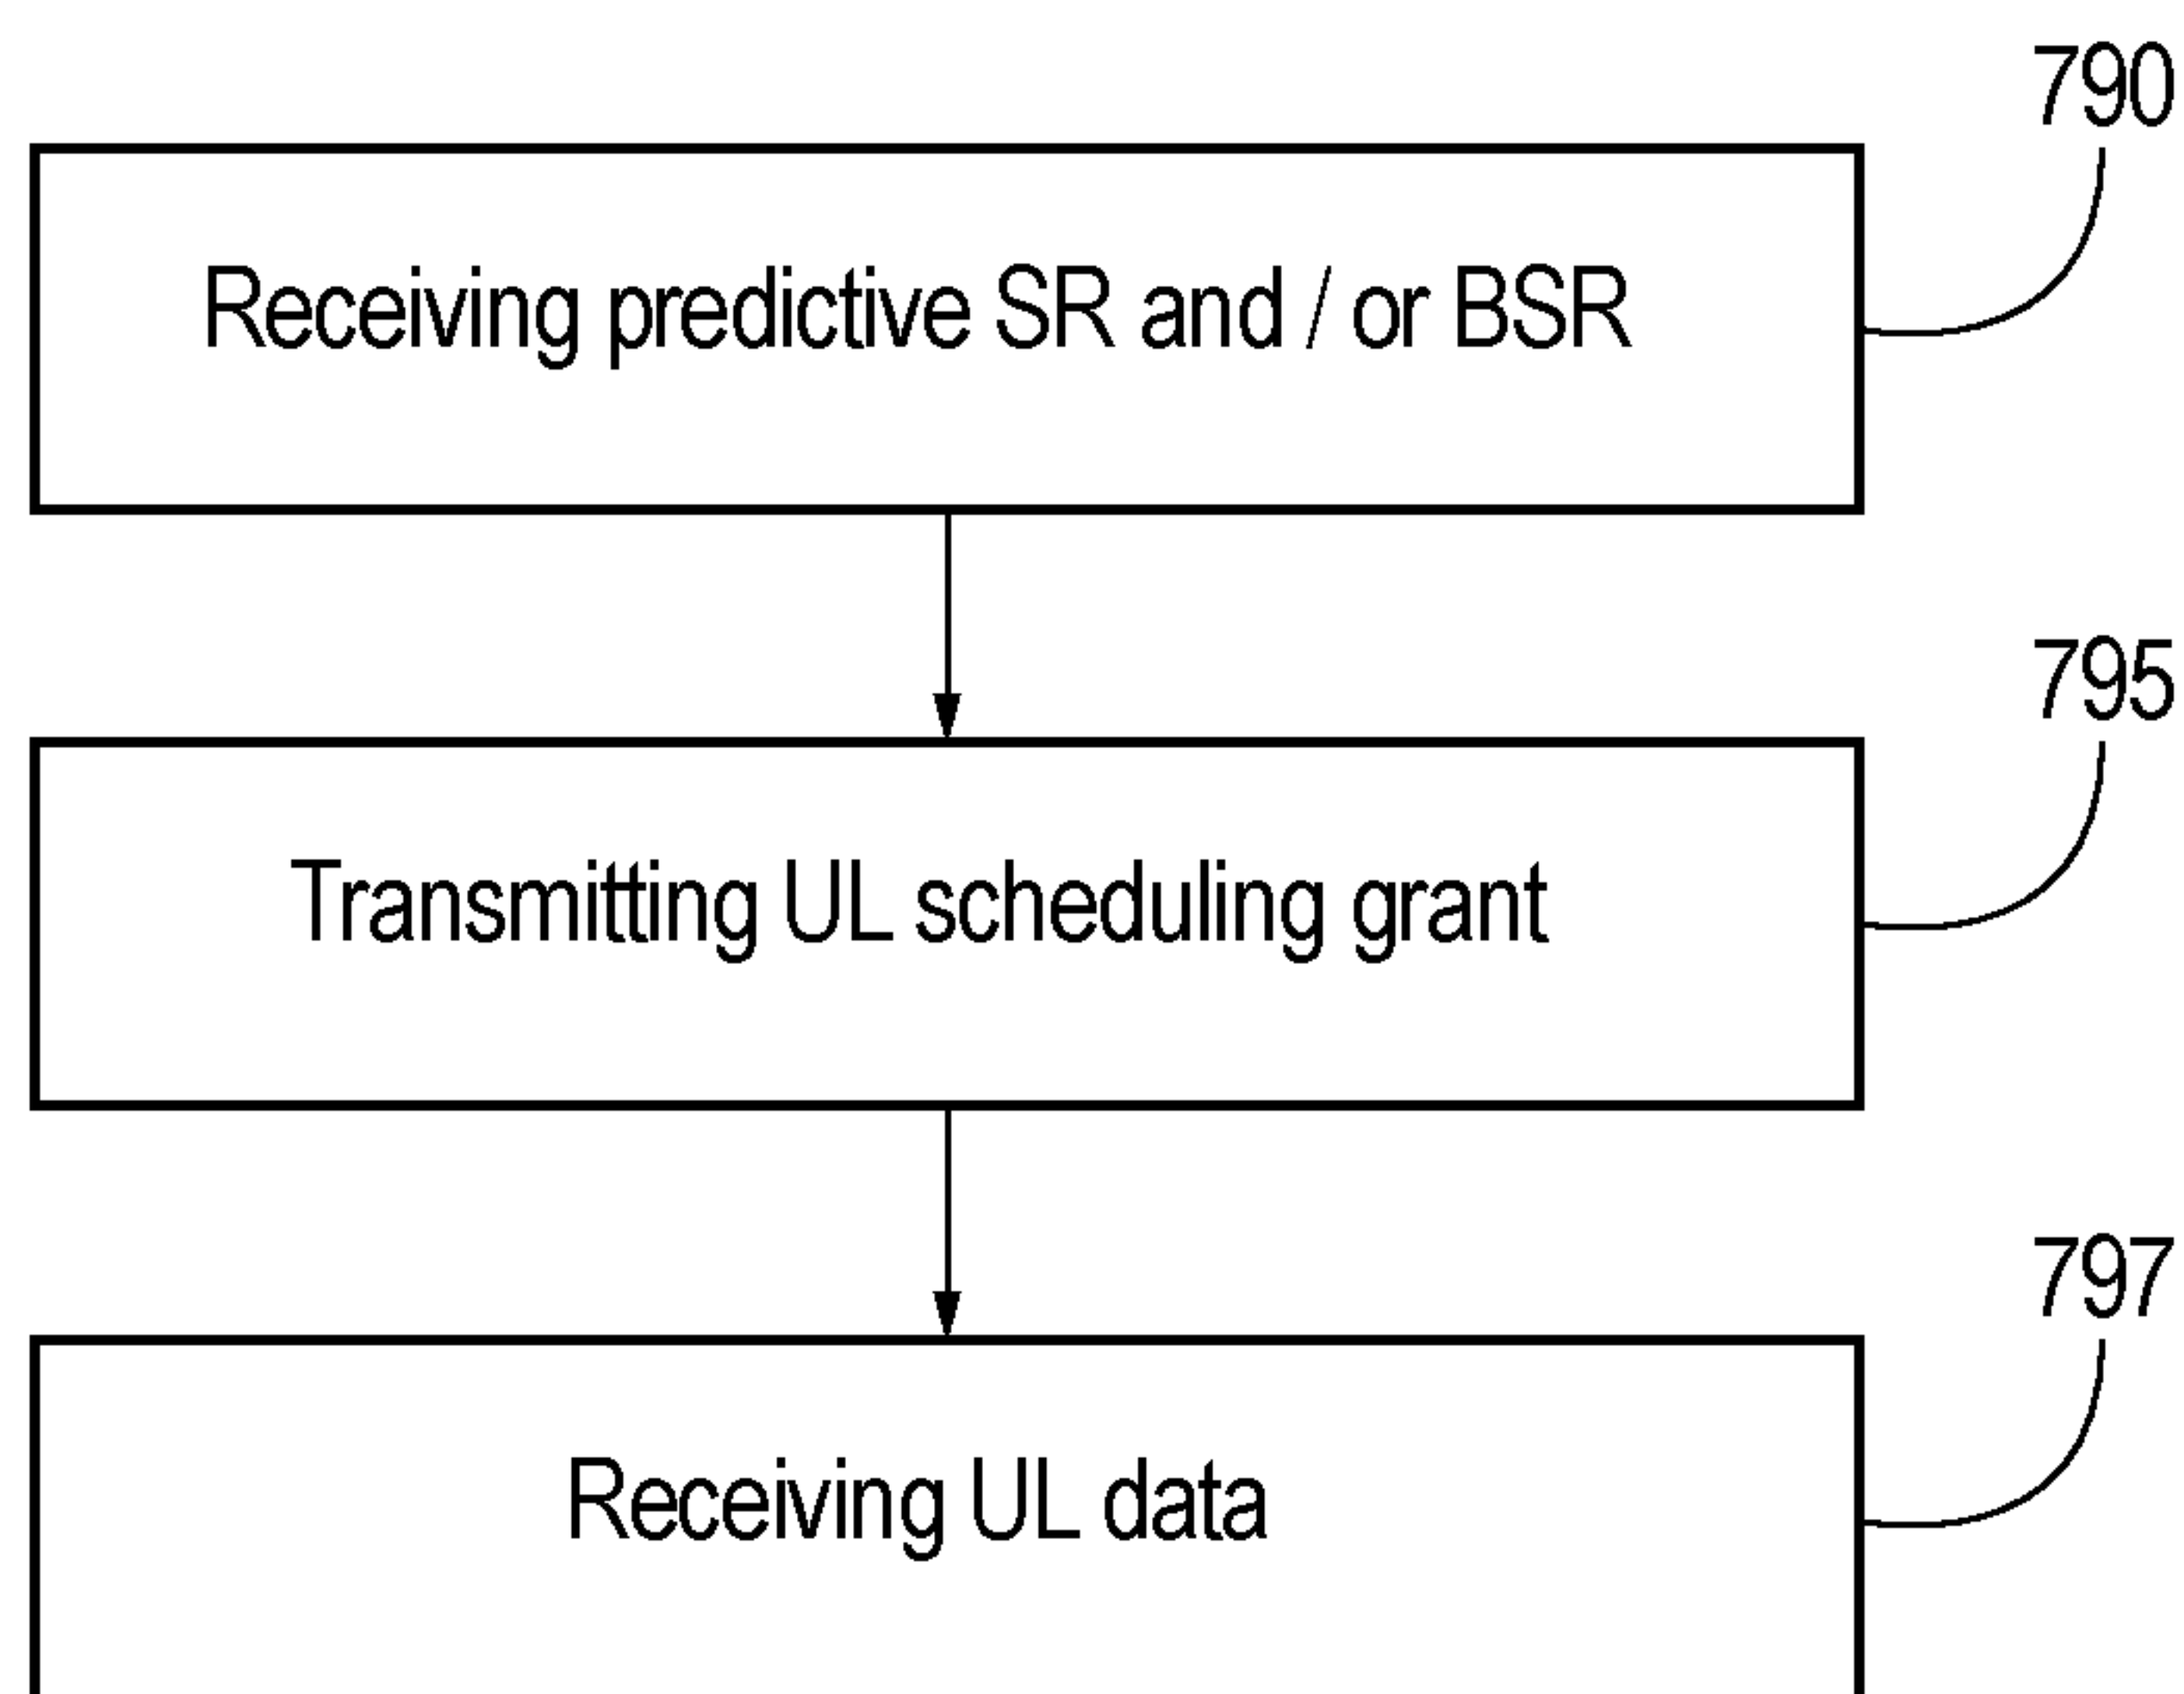 790
Receiving predictive SR and / or BSR
795
Transmitting UL scheduling grant
797
Receiving UL data